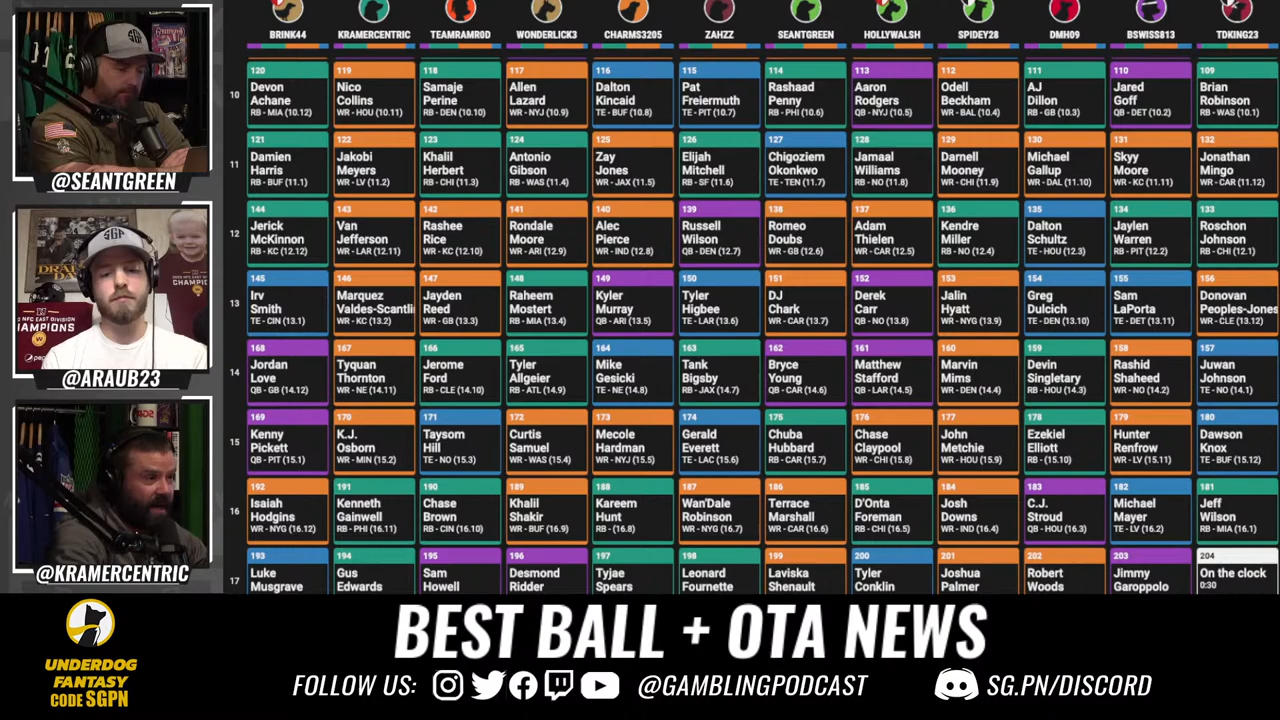 BRINK44 KRAMERCENTRIC TEAMRAMR0D WONDERLICK3 CHARMS3205 ZAHZZ SEANTGREEN HOLLYWALSH SPIDEY28 DMH09 BSWISS813 TDKING23
10
120 119 118 117 116 115 114 113 112 111 110 109
Devon Nico Samaje Allen Dalton Pat Rashaad Aaron Odell AJ Jared Brian
Achane Collins Perine Lazard Kincaid Freiermuth Penny Rodgers Beckham Dillon Goff Robinson
RB - MIA (10.12) WR - HOU (10.11) RB - DEN (10.10) WR - NYJ (10.9) TE - BUF (10.8) TE - PIT (10.7) RB - PHI (10.6) QB - NYJ (10.5) WR - BAL (10.4) RB - GB (10.3) QB - DET (10.2) RB - WAS (10.1)
11
121 122 123 124 125 126 127 128 129 130 131 132
Damien Jakobi Khalil Antonio Zay Elijah Chigoziem Jamaal Darnell Michael Skyy Jonathan
Harris Meyers Herbert Gibson Jones Mitchell Okonkwo Williams Mooney Gallup Moore Mingo
RB - BUF (11.1) WR - LV (11.2) RB - CHI (11.3) RB - WAS (11.4) WR - JAX (11.5) RB - SF (11.6) TE - TEN (11.7) RB - NO (11.8) WR - CHI (11.9) WR - DAL (11.10) WR - KC (11.11) WR - CAR (11.12)
12
144 143 142 141 140 139 138 137 136 135 134 133
Jerick Van Rashee Rondale Alec Russell Romeo Adam Kendre Dalton Jaylen Roschon
McKinnon Jefferson Rice Moore Pierce Wilson Doubs Thielen Miller Schultz Warren Johnson
RB - KC (12.12) WR - LAR (12.11) WR - KC (12.10) WR - ARI (12.9) WR - IND (12.8) QB - DEN (12.7) WR - GB (12.6) WR - CAR (12.5) RB - NO (12.4) TE - HOU (12.3) RB - PIT (12.2) RB - CHI (12.1)
13
145 146 147 148 149 150 151 152 153 154 155 156
Irv Marquez Jayden Raheem Kyler Tyler DJ Derek Jalin Greg Sam Donovan
Smith Valdes-Scantlin Reed Mostert Murray Higbee Chark Carr Hyatt Dulcich LaPorta Peoples-Jones
TE - CIN (13.1) WR - KC (13.2) WR - GB (13.3) RB - MIA (13.4) QB - ARI (13.5) TE - LAR (13.6) WR - CAR (13.7) QB - NO (13.8) WR - NYG (13.9) TE - DEN (13.10) TE - DET (13.11) WR - CLE (13.12)
14
168 167 166 165 164 163 162 161 160 159 158 157
Jordan Tyquan Jerome Tyler Mike Tank Bryce Matthew Marvin Devin Rashid Juwan
Love Thornton Ford Allgeier Gesicki Bigsby Young Stafford Mims Singletary Shaheed Johnson
QB - GB (14.12) WR - NE (14.11) RB - CLE (14.10) RB - ATL (14.9) TE - NE (14.8) RB - JAX (14.7) QB - CAR (14.6) QB - LAR (14.5) WR - DEN (14.4) RB - HOU (14.3) WR - NO (14.2) TE - NO (14.1)
15
169 170 171 172 173 174 175 176 177 178 179 180
Kenny K.J. Taysom Curtis Mecole Gerald Chuba Chase John Ezekiel Hunter Dawson
Pickett Osborn Hill Samuel Hardman Everett Hubbard Claypool Metchie Elliott Renfrow Knox
QB - PIT (15.1) WR - MIN (15.2) TE - NO (15.3) WR - WAS (15.4) WR - NYJ (15.5) TE - LAC (15.6) RB - CAR (15.7) WR - CHI (15.8) WR - HOU (15.9) RB - (15.10) WR - LV (15.11) TE - BUF (15.12)
16
192 191 190 189 188 187 186 185 184 183 182 181
Isaiah Kenneth Chase Khalil Kareem Wan'Dale Terrace D'Onta Josh C.J. Michael Jeff
Hodgins Gainwell Brown Shakir Hunt Robinson Marshall Foreman Downs Stroud Mayer Wilson
WR - NYG (16.12) RB - PHI (16.11) RB - CIN (16.10) WR - BUF (16.9) RB - (16.8) WR - NYG (16.7) WR - CAR (16.6) RB - CHI (16.5) WR - IND (16.4) QB - HOU (16.3) TE - LV (16.2) RB - MIA (16.1)
17
193 194 195 196 197 198 199 200 201 202 203 204
Luke Gus Sam Desmond Tyjae Leonard Laviska Tyler Joshua Robert Jimmy On the clock
Musgrave Edwards Howell Ridder Spears Fournette Shenault Conklin Palmer Woods Garoppolo 0:30
@SEANTGREEN
@ARAUB23
@KRAMERCENTRIC
UNDERDOG
FANTASY
CODE SGPN
BEST BALL + OTA NEWS
FOLLOW US: @GAMBLINGPODCAST SG.PN/DISCORD